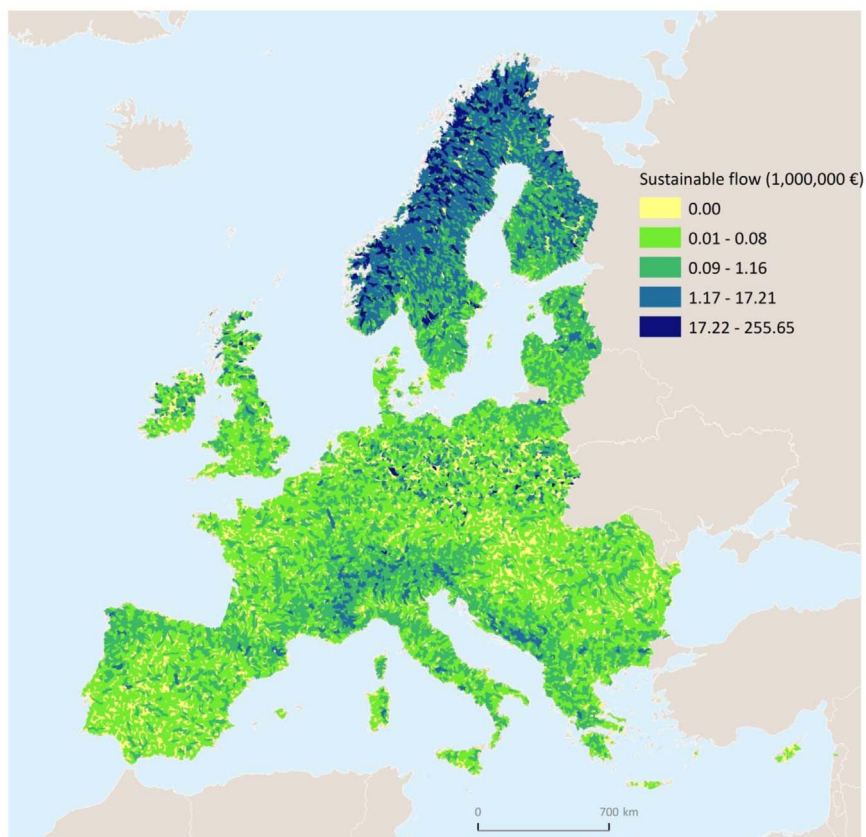 Sustainable flow (1,000,000 €)
0.00
0.01 - 0.08
0.09 - 1.16
1.17 - 17.21
17.22 - 255.65
0 700 km